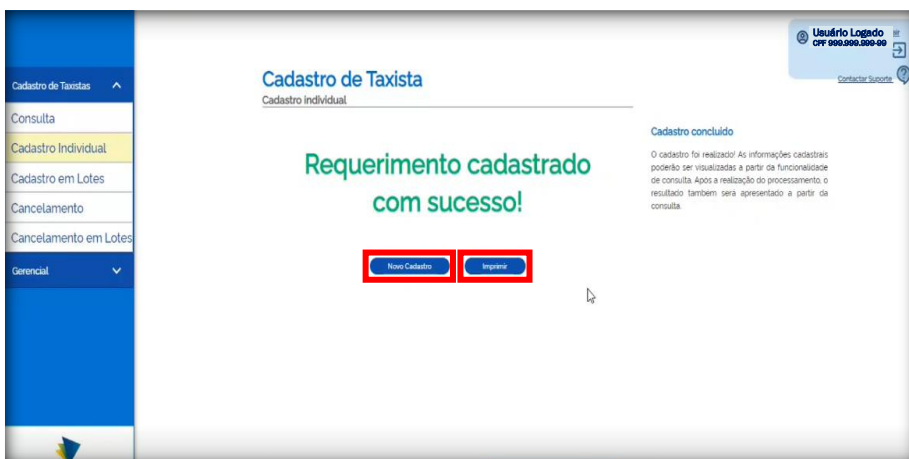 Usuário Logado
CPF 999.999.999-99
Contactar Suporte
Cadastro de Taxistas
Consulta
Cadastro Individual
Cadastro em Lotes
Cancelamento
Cancelamento em Lotes
Gerencial
Cadastro de Taxista
Cadastro individual
Requerimento cadastrado
com sucesso!
Novo Cadastro
Imprimir
Cadastro concluído
O cadastro foi realizado! As informações cadastrais
poderão ser visualizadas a partir da funcionalidade
de consulta. Apos a realização do processamento, o
resultado também será apresentado a partir da
consulta.